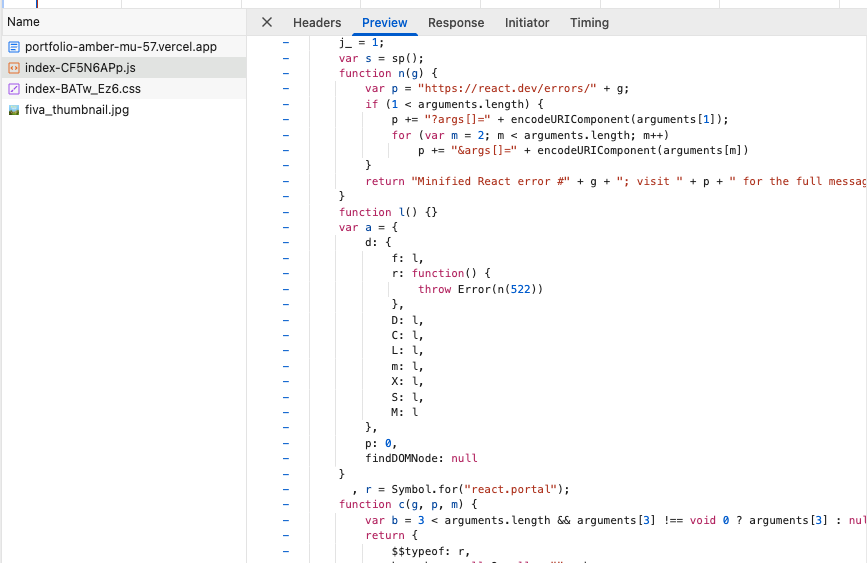 Name
portfolio-amber-mu-57.vercel.app
index-CF5N6APp.js
index-BATw_Ez6.css
fiva_thumbnail.jpg
Headers Preview Response Initiator Timing
j_ = 1;
var s = sp();
function n(g) {
var p = "https://react.dev/errors/" + g;
if (1 < arguments.length) {
p += "?args[]=" + encodeURIComponent(arguments[1]);
for (var m = 2; m < arguments.length; m++)
p += "&args[]=" + encodeURIComponent(arguments[m])
}
return "Minified React error #" + g + "; visit " + p + " for the full messag
}
function l() {}
var a = {
d: {
f: l,
r: function() {
throw Error(n(522))
},
D: l,
C: l,
L: l,
m: l,
X: l,
S: l,
M: l
},
p: 0,
findDOMNode: null
}
, r = Symbol.for("react.portal");
function c(g, p, m) {
var b = 3 < arguments.length && arguments[3] !== void 0 ? arguments[3] : nul
return {
$$typeof: r,